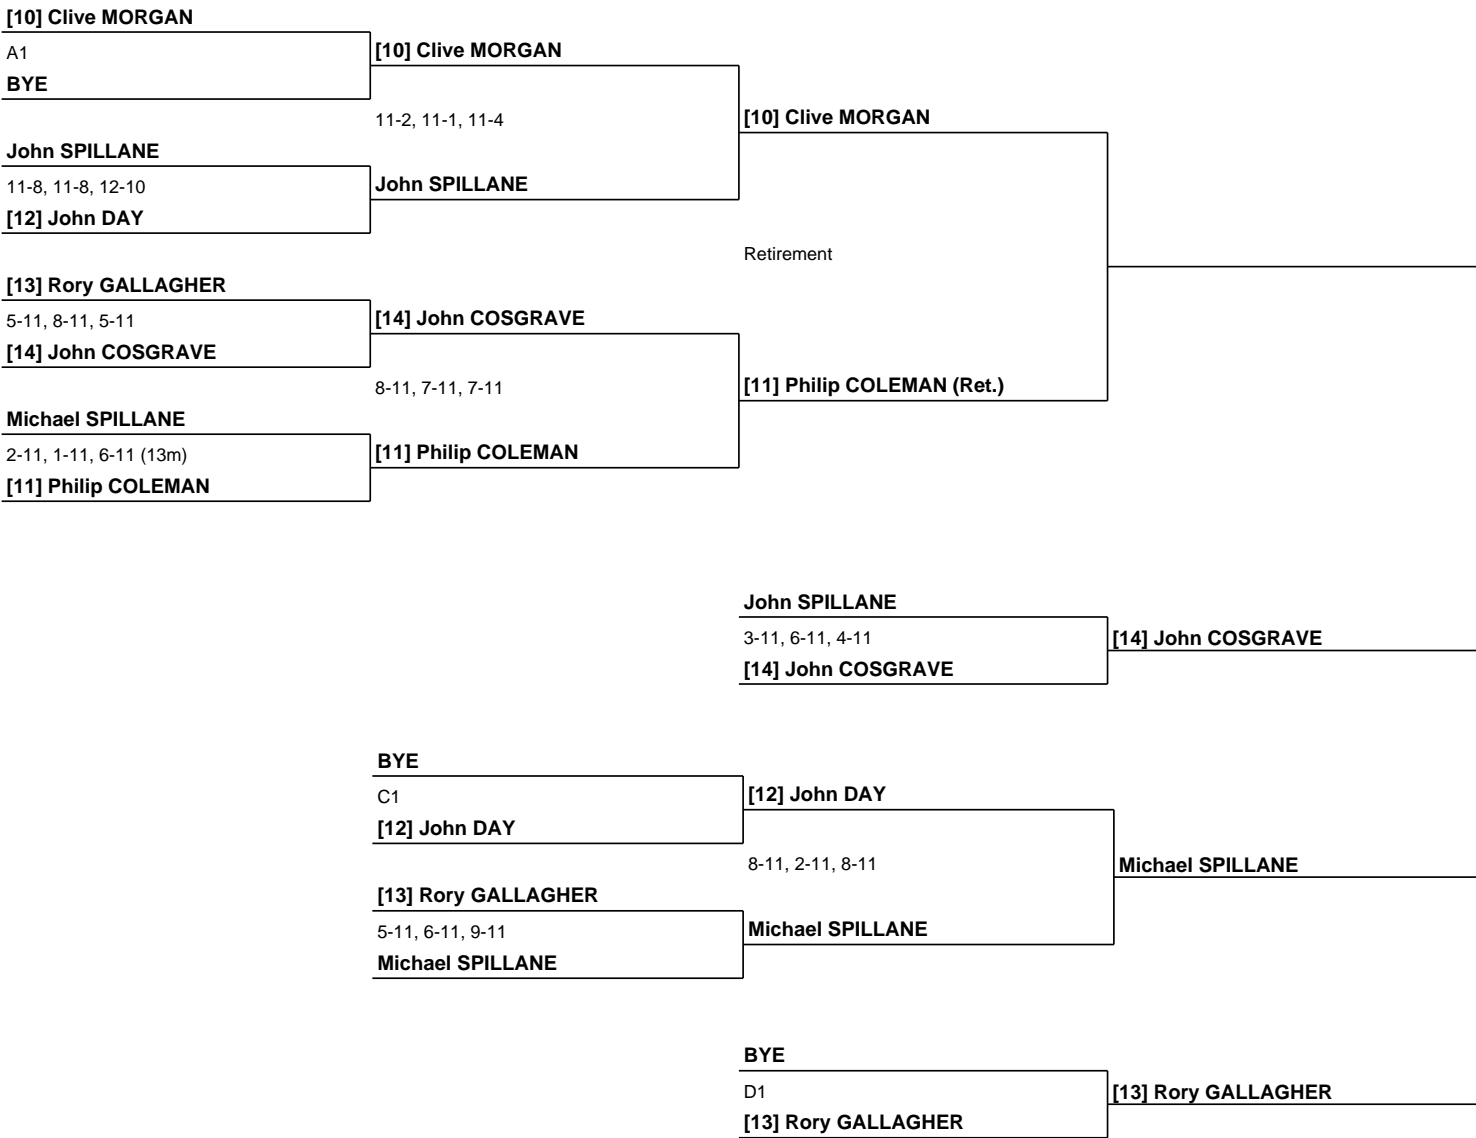 [10] Clive MORGAN
A1
BYE
[10] Clive MORGAN
11-2, 11-1, 11-4
[10] Clive MORGAN
John SPILLANE
11-8, 11-8, 12-10
[12] John DAY
John SPILLANE
Retirement
[13] Rory GALLAGHER
5-11, 8-11, 5-11
[14] John COSGRAVE
[14] John COSGRAVE
8-11, 7-11, 7-11
[11] Philip COLEMAN (Ret.)
Michael SPILLANE
2-11, 1-11, 6-11 (13m)
[11] Philip COLEMAN
[11] Philip COLEMAN
John SPILLANE
3-11, 6-11, 4-11
[14] John COSGRAVE
[14] John COSGRAVE
BYE
C1
[12] John DAY
[12] John DAY
8-11, 2-11, 8-11
Michael SPILLANE
[13] Rory GALLAGHER
5-11, 6-11, 9-11
Michael SPILLANE
Michael SPILLANE
BYE
D1
[13] Rory GALLAGHER
[13] Rory GALLAGHER